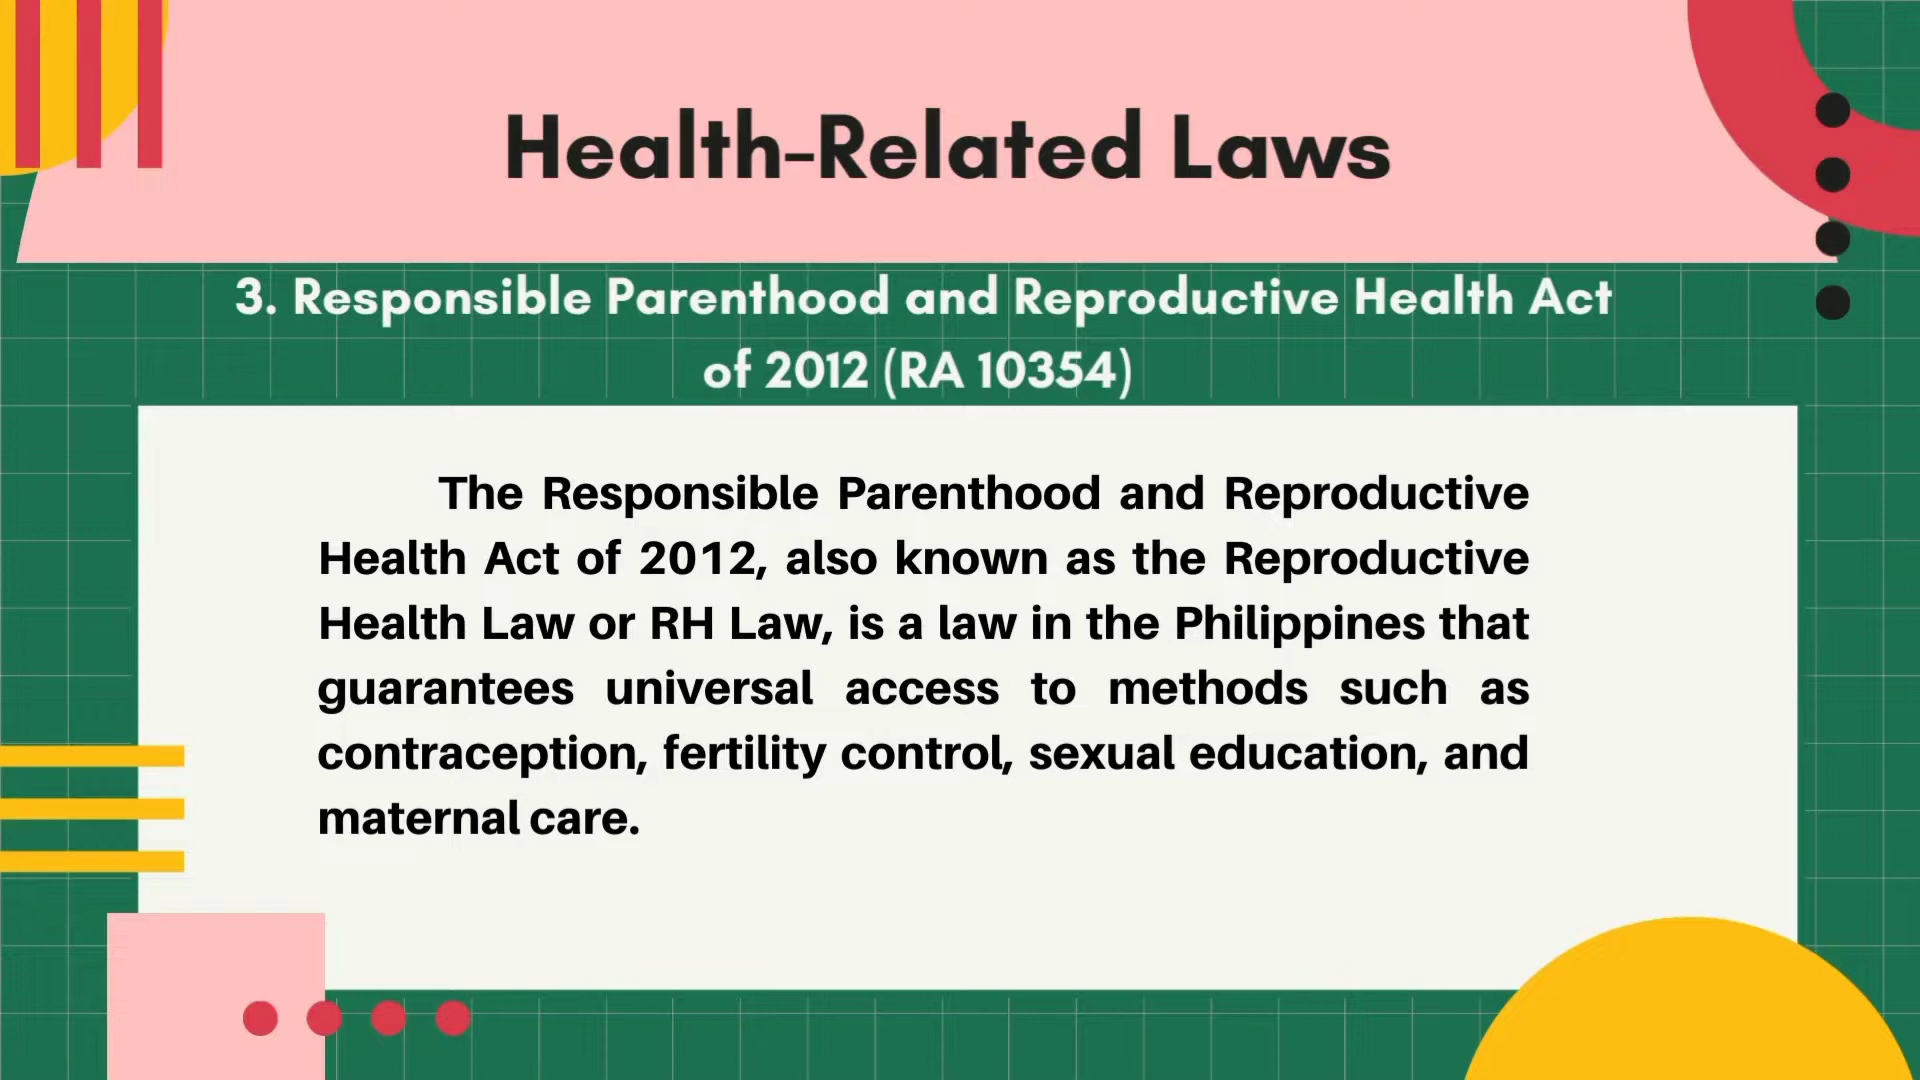 Health-Related Laws
3. Responsible Parenthood and Reproductive Health Act
of 2012 (RA 10354)
The Responsible Parenthood and Reproductive
Health Act of 2012, also known as the Reproductive
Health Law or RH Law, is a law in the Philippines that
guarantees universal access to methods such as
contraception, fertility control, sexual education, and
maternal care.